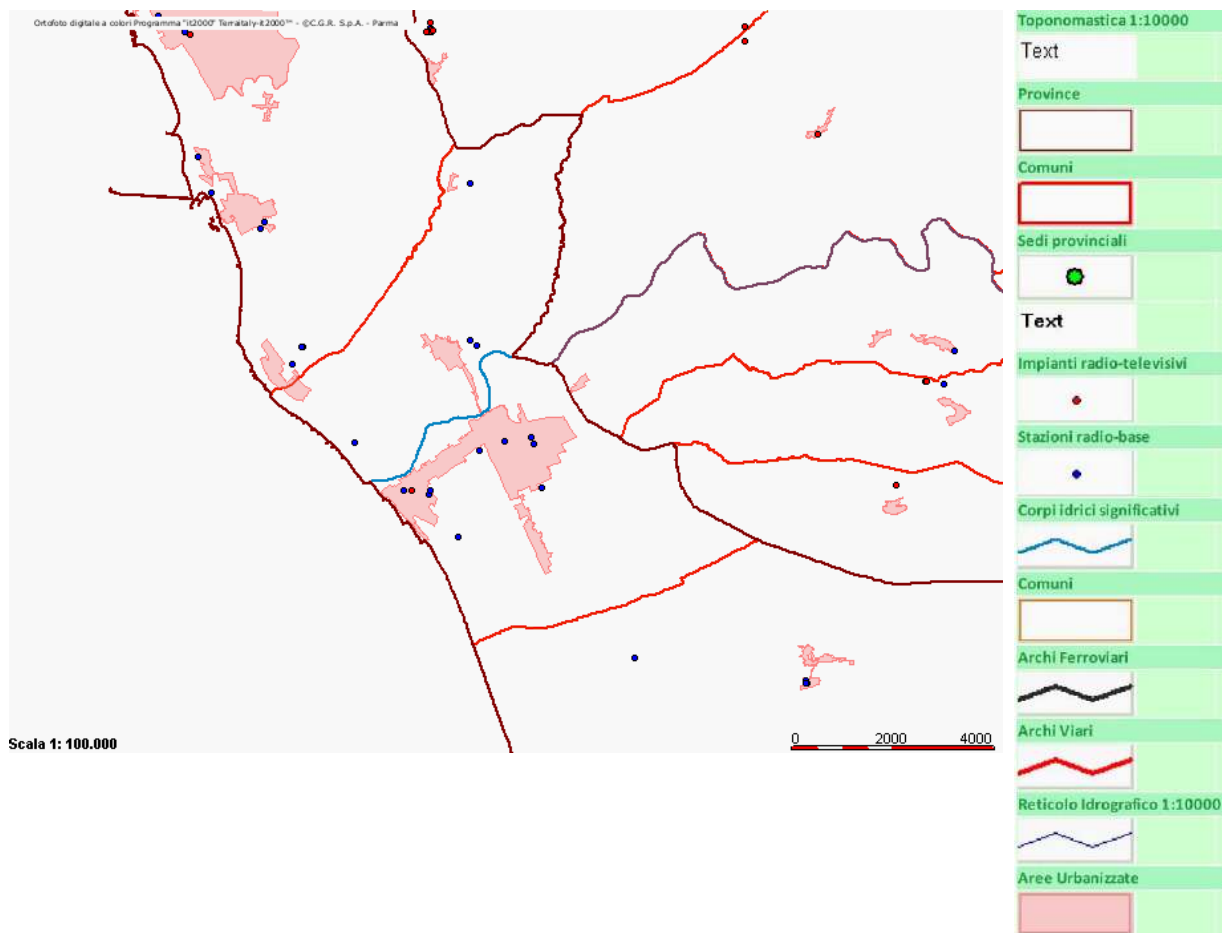 Ortofoto digitale a colori Programma "it2000" Terraitaly-it2000™ - ©C.G.R. S.p.A. - Parma
Scala 1: 100.000
0 2000 4000
Toponomastica 1:10000
Text
Province
Comuni
Sedi provinciali
Text
Impianti radio-televisivi
Stazioni radio-base
Corpi idrici significativi
Comuni
Archi Ferroviari
Archi Viari
Reticolo Idrografico 1:10000
Aree Urbanizzate